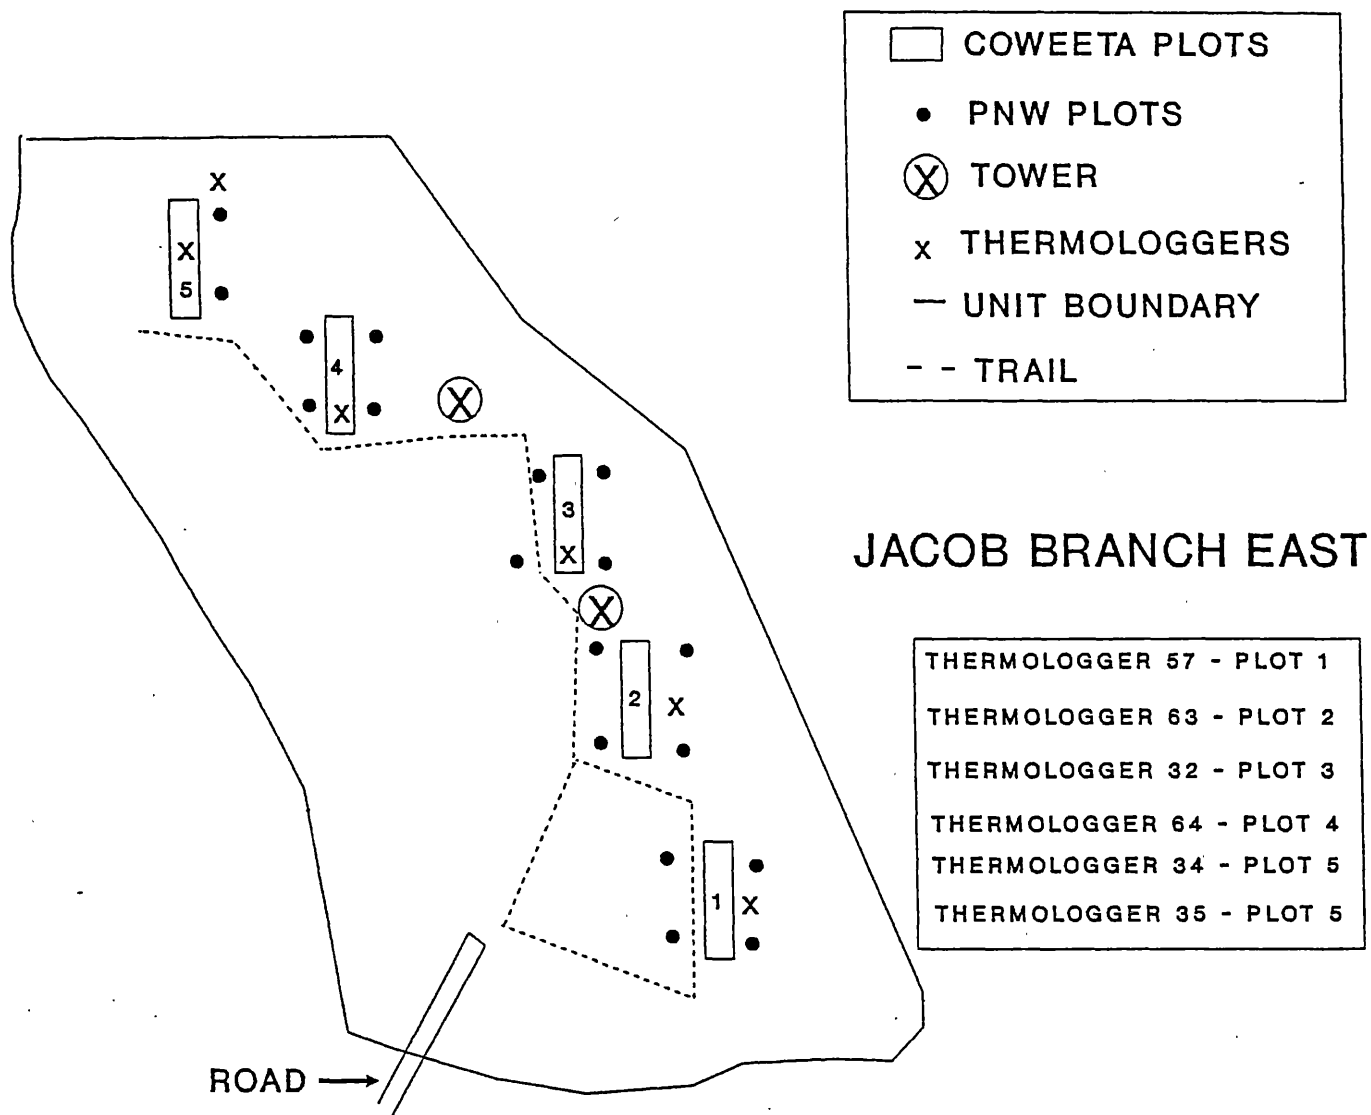 COWEETA PLOTS
PNW PLOTS
X TOWER
X THERMOLOGGERS
UNIT BOUNDARY
TRAIL
X
X
5
4
X
X
3
X
X
2
X
1
X
JACOB BRANCH EAST
THERMOLOGGER 57 - PLOT 1
THERMOLOGGER 63 - PLOT 2
THERMOLOGGER 32 - PLOT 3
THERMOLOGGER 64 - PLOT 4
THERMOLOGGER 34 - PLOT 5
THERMOLOGGER 35 - PLOT 5
ROAD